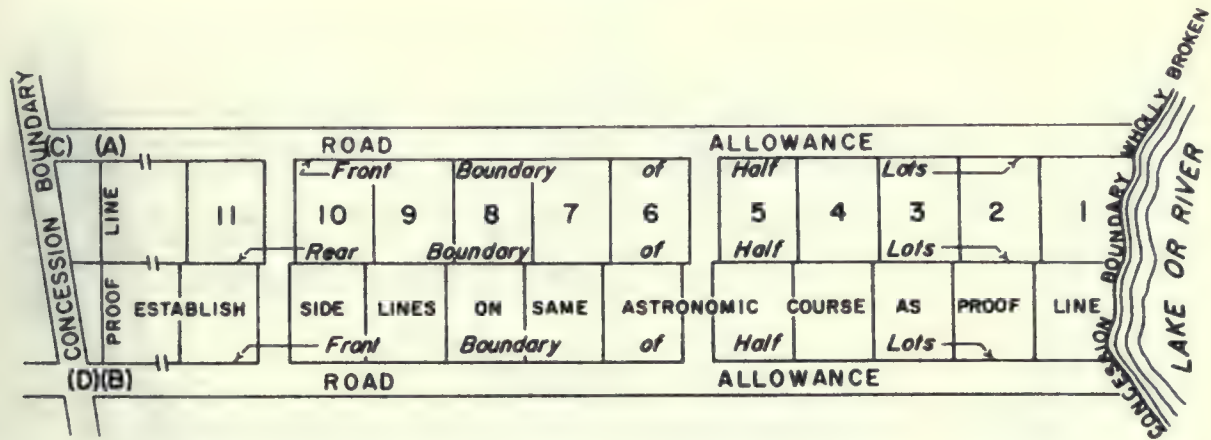 ROAD ALLOWANCE
(C) (A)
Front Boundary of Half Lots
LINE 11 10 9 8 7 6 5 4 3 2 1
Rear Boundary of Half Lots
PROOF ESTABLISH SIDE LINES ON SAME ASTRONOMIC COURSE AS PROOF LINE
Front Boundary of Half Lots
(D)(B)
ROAD ALLOWANCE
CONCESSION BOUNDARY
CONCESSION BOUNDARY WHOLLY BROKEN
LAKE OR RIVER